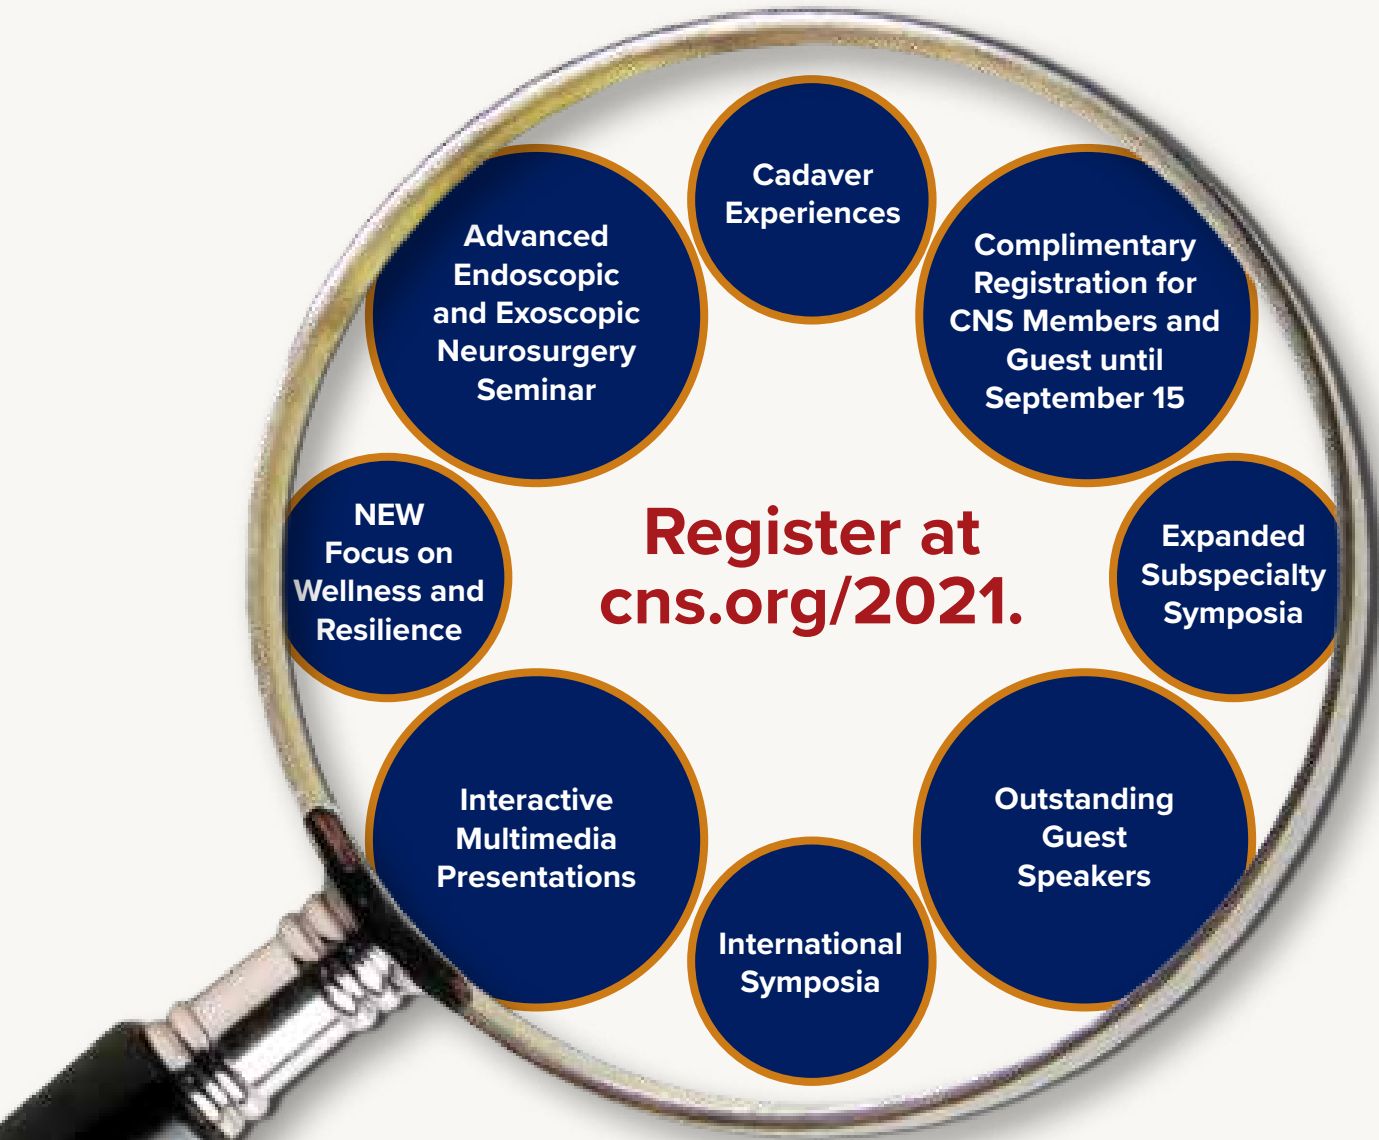 Cadaver
Experiences
Advanced
Endoscopic
and Exoscopic
Neurosurgery
Seminar
Complimentary
Registration for
CNS Members and
Guest until
September 15
NEW
Focus on
Wellness and
Resilience
Register at
cns.org/2021.
Expanded
Subspecialty
Symposia
Interactive
Multimedia
Presentations
Outstanding
Guest
Speakers
International
Symposia